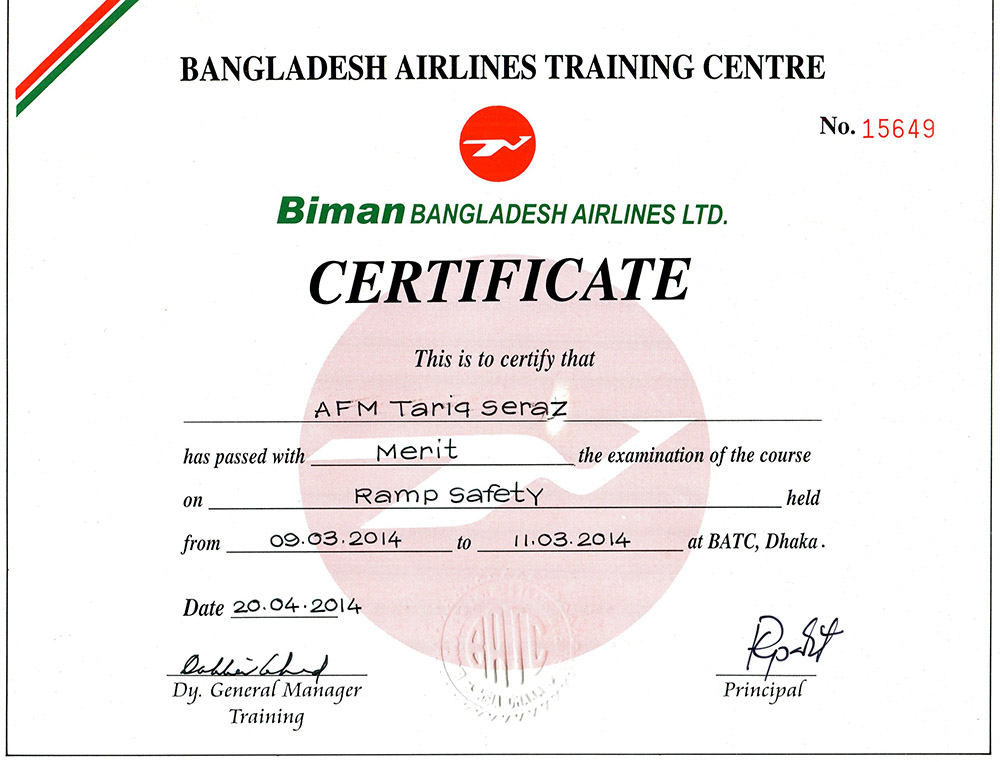 BANGLADESH AIRLINES TRAINING CENTRE
No. 15649
Biman BANGLADESH AIRLINES LTD.
CERTIFICATE
This is to certify that
AFM Tariq Seraz
has passed with Merit the examination of the course
on Ramp Safety held
from 09.03.2014 to 11.03.2014 at BATC, Dhaka.
Date 20.04.2014
Dy. General Manager
Training
Principal
BATC